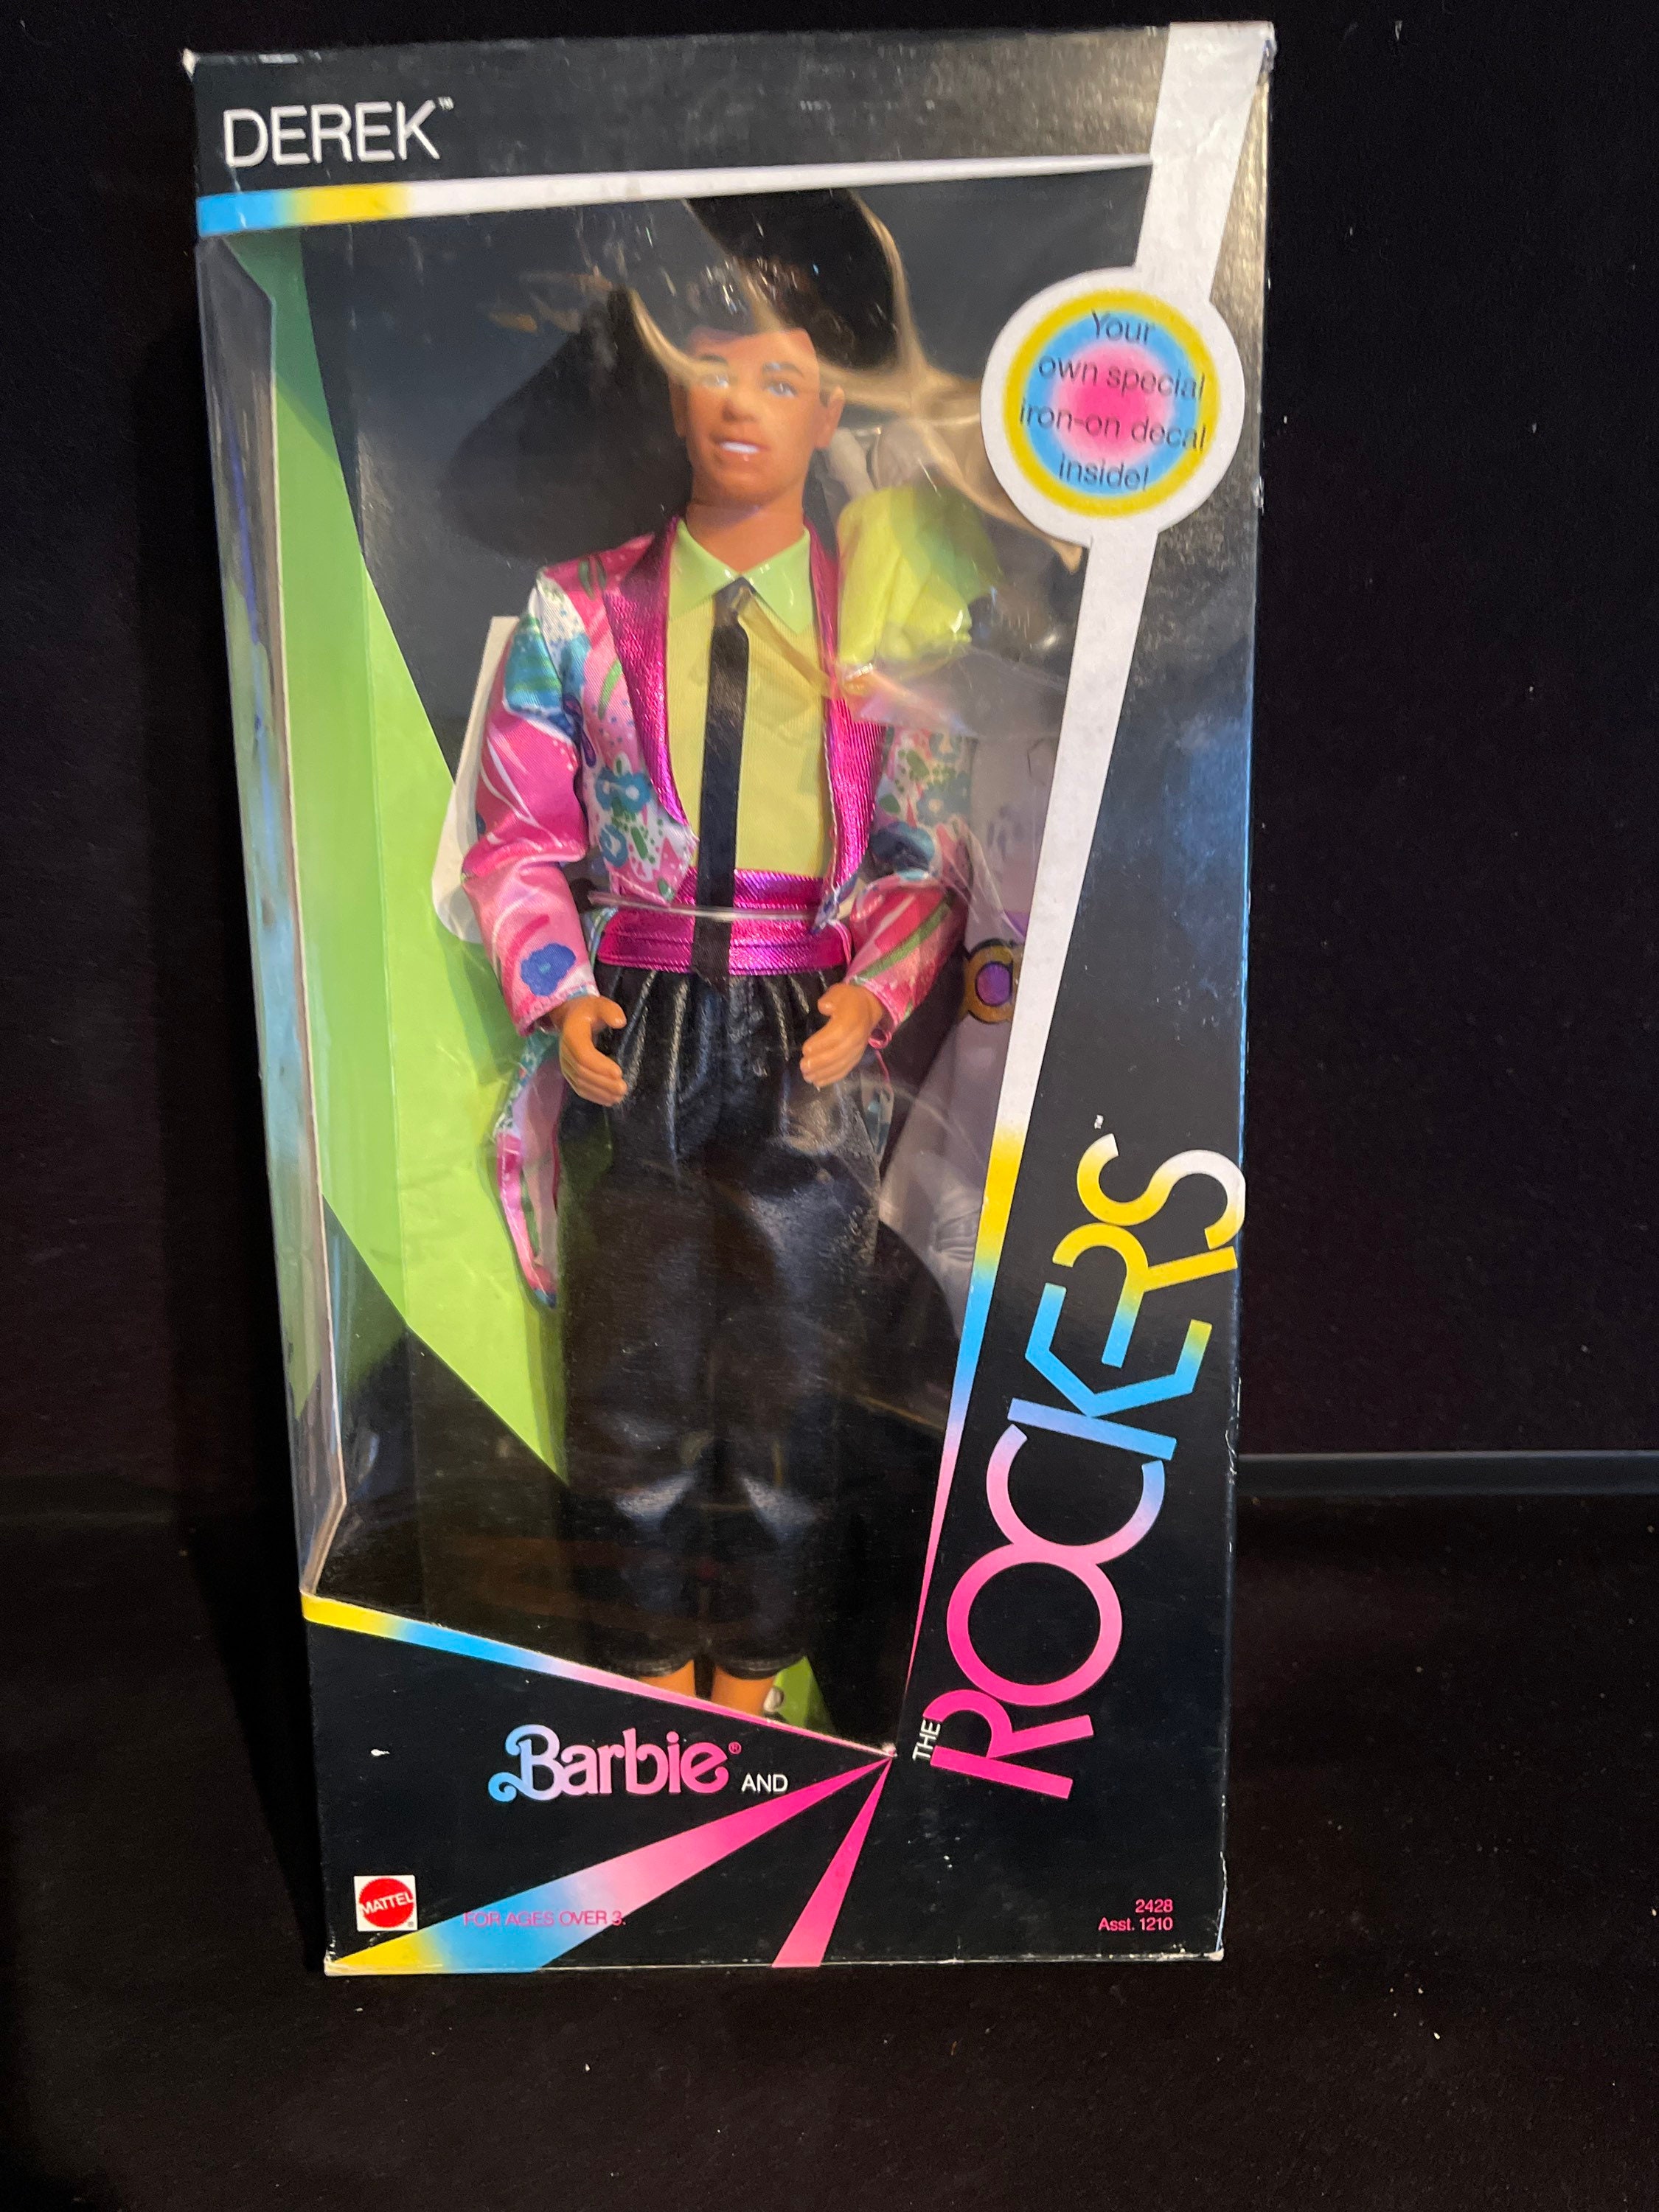 DEREK™
Your
own special
iron-on decal
inside!
Barbie® AND
THE ROCKERS™
MATTEL
FOR AGES OVER 3.
2428
Asst. 1210